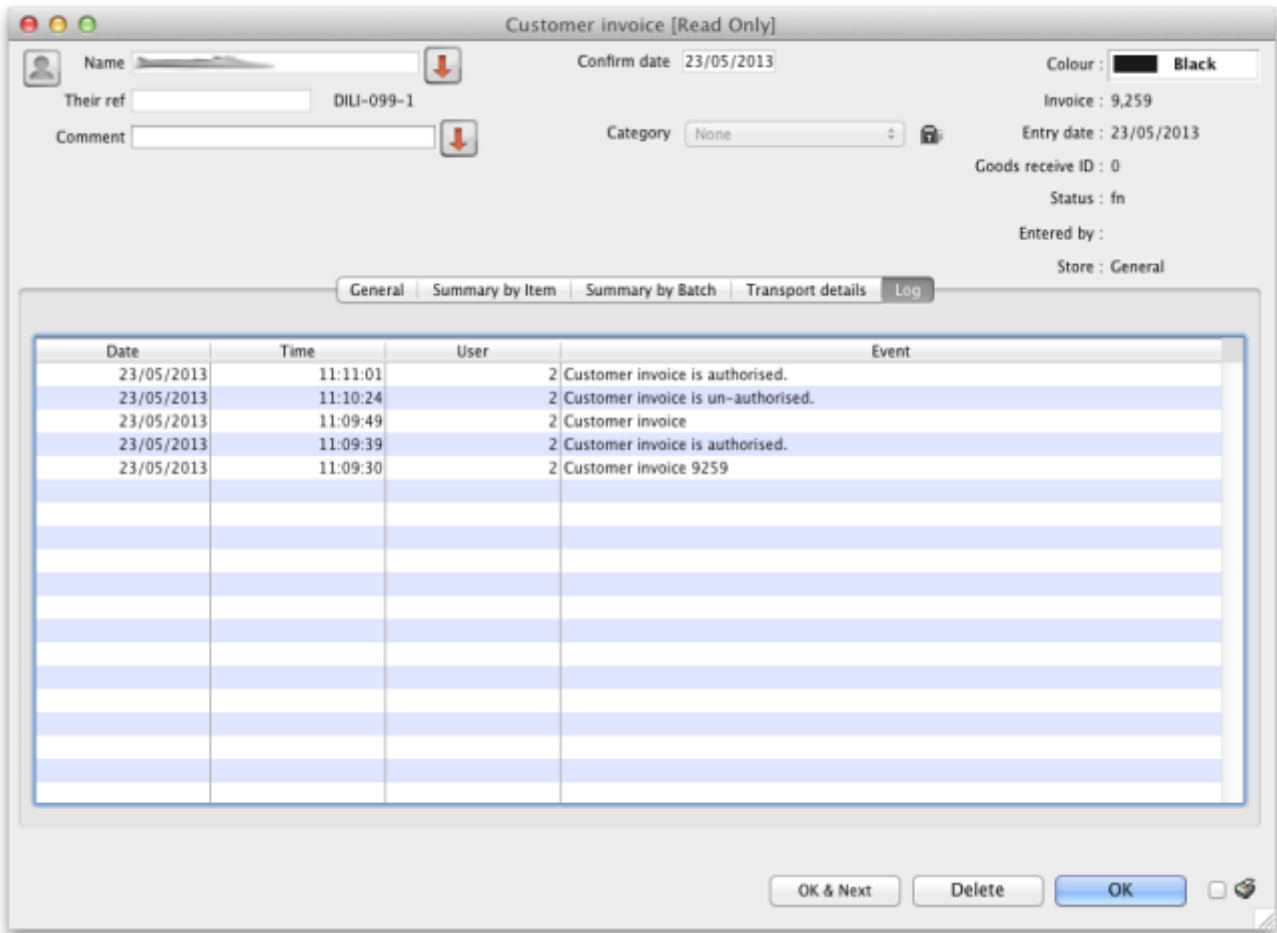 Customer invoice [Read Only]
Name
Confirm date 23/05/2013
Colour : Black
Their ref DILI-099-1
Invoice : 9,259
Comment
Category None
Entry date : 23/05/2013
Goods receive ID : 0
Status : fn
Entered by :
Store : General
General Summary by Item Summary by Batch Transport details Log
Date Time User Event
23/05/2013 11:11:01 2 Customer invoice is authorised.
23/05/2013 11:10:24 2 Customer invoice is un-authorised.
23/05/2013 11:09:49 2 Customer invoice
23/05/2013 11:09:39 2 Customer invoice is authorised.
23/05/2013 11:09:30 2 Customer invoice 9259
OK & Next Delete OK